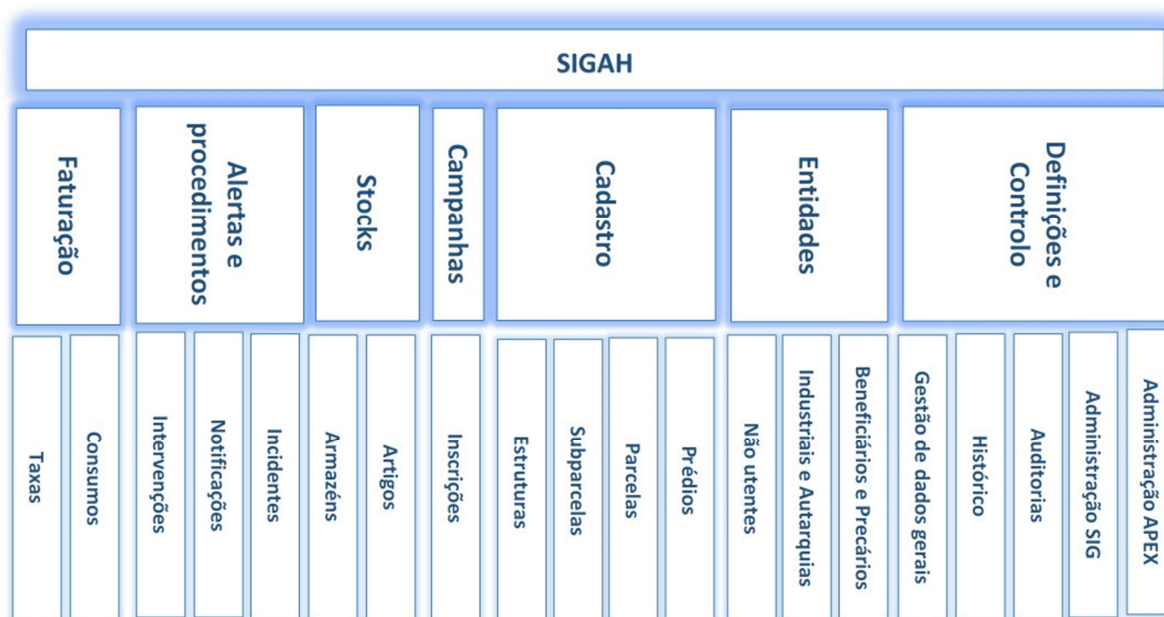 SIGAH
Faturação
Alertas e
procedimentos
Stocks
Campanhas
Cadastro
Entidades
Definições e
Controlo
Taxas
Consumos
Intervenções
Notificações
Incidentes
Armazéns
Artigos
Inscrições
Estruturas
Subparcelas
Parcelas
Prédios
Não utentes
Industriais e Autarquias
Beneficiários e Precários
Gestão de dados gerais
Histórico
Auditorias
Administração SIG
Administração APEX